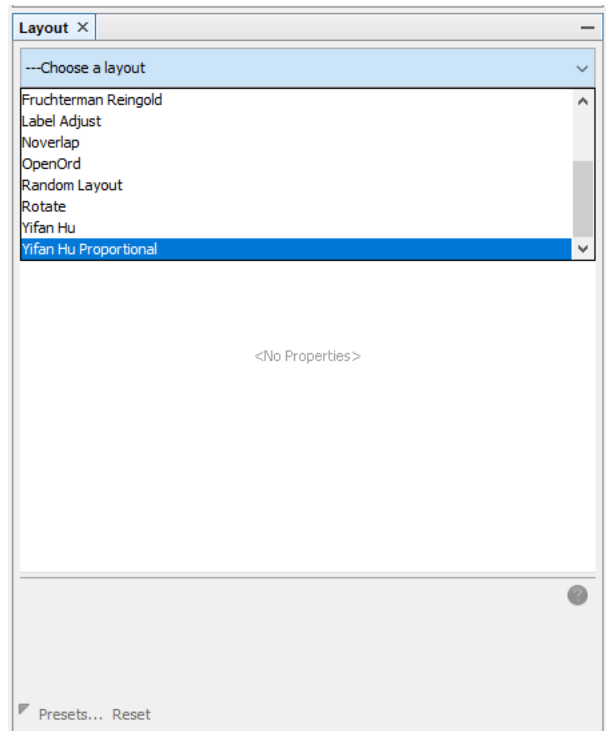 Layout ×
---Choose a layout
Fruchterman Reingold
Label Adjust
Noverlap
OpenOrd
Random Layout
Rotate
Yifan Hu
Yifan Hu Proportional
<No Properties>
?
Presets... Reset